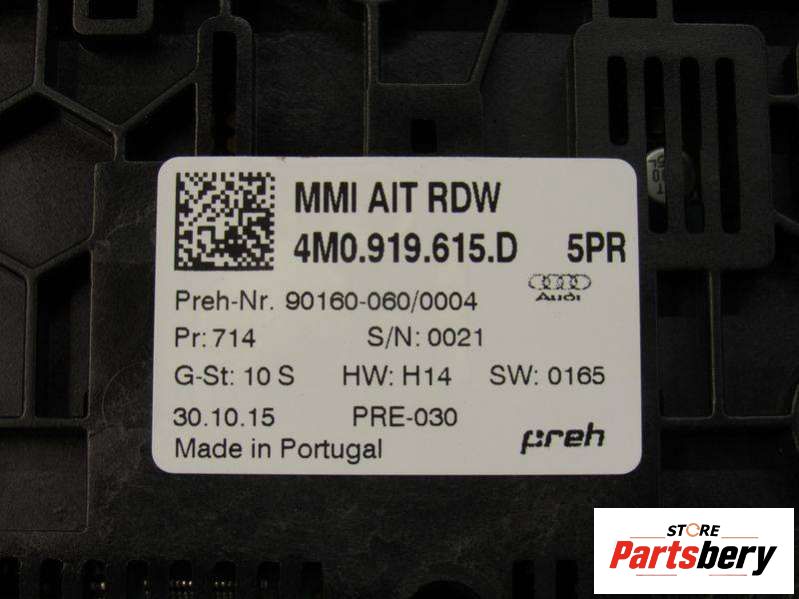 MMI AIT RDW
4M0.919.615.D 5PR
Audi
Preh-Nr. 90160-060/0004
Pr: 714 S/N: 0021
G-St: 10 S HW: H14 SW: 0165
30.10.15 PRE-030
preh
Made in Portugal
STORE
Partsbery